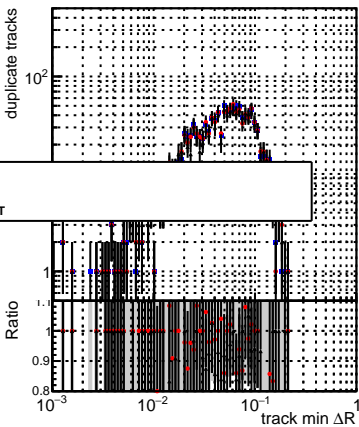 duplicate tracks
10²
1
T
Ratio
1.1
1
0.9
0.8
10⁻³
10⁻²
10⁻¹
1
track min ΔR